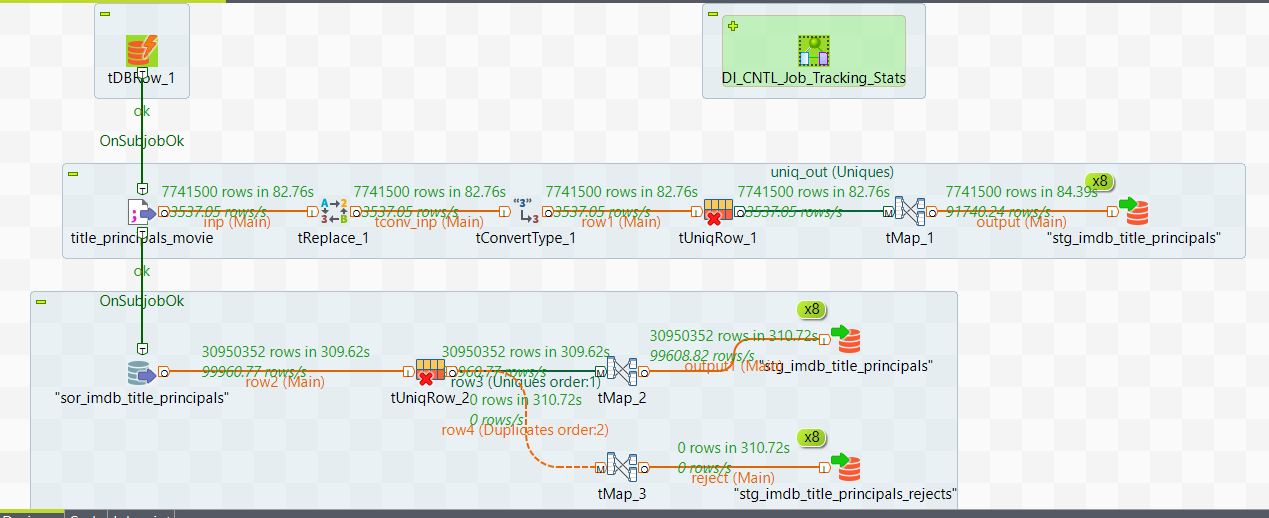 tDBRow_1
DI_CNTL_Job_Tracking_Stats
ok
OnSubjobOk
uniq_out (Uniques)
7741500 rows in 82.76s
7741500 rows in 82.76s
7741500 rows in 82.76s
7741500 rows in 82.76s
7741500 rows in 84.39s
x8
3537.05 rows/s
3537.05 rows/s
3537.05 rows/s
3537.05 rows/s
91740.24 rows/s
inp (Main)
tconv_inp (Main)
row1 (Main)
output (Main)
title_principals_movie
tReplace_1
tConvertType_1
tUniqRow_1
tMap_1
"stg_imdb_title_principals"
ok
OnSubjobOk
x8
30950352 rows in 309.62s
30950352 rows in 309.62s
30950352 rows in 310.72s
99960.77 rows/s
99608.82 rows/s
row2 (Main)
row3 (Uniques order:1)
output1 (Main)
"stg_imdb_title_principals"
"sor_imdb_title_principals"
tUniqRow_2
tMap_2
0 rows in 310.72s
0 rows/s
row4 (Duplicates order:2)
x8
0 rows in 310.72s
0 rows/s
reject (Main)
tMap_3
"stg_imdb_title_principals_rejects"